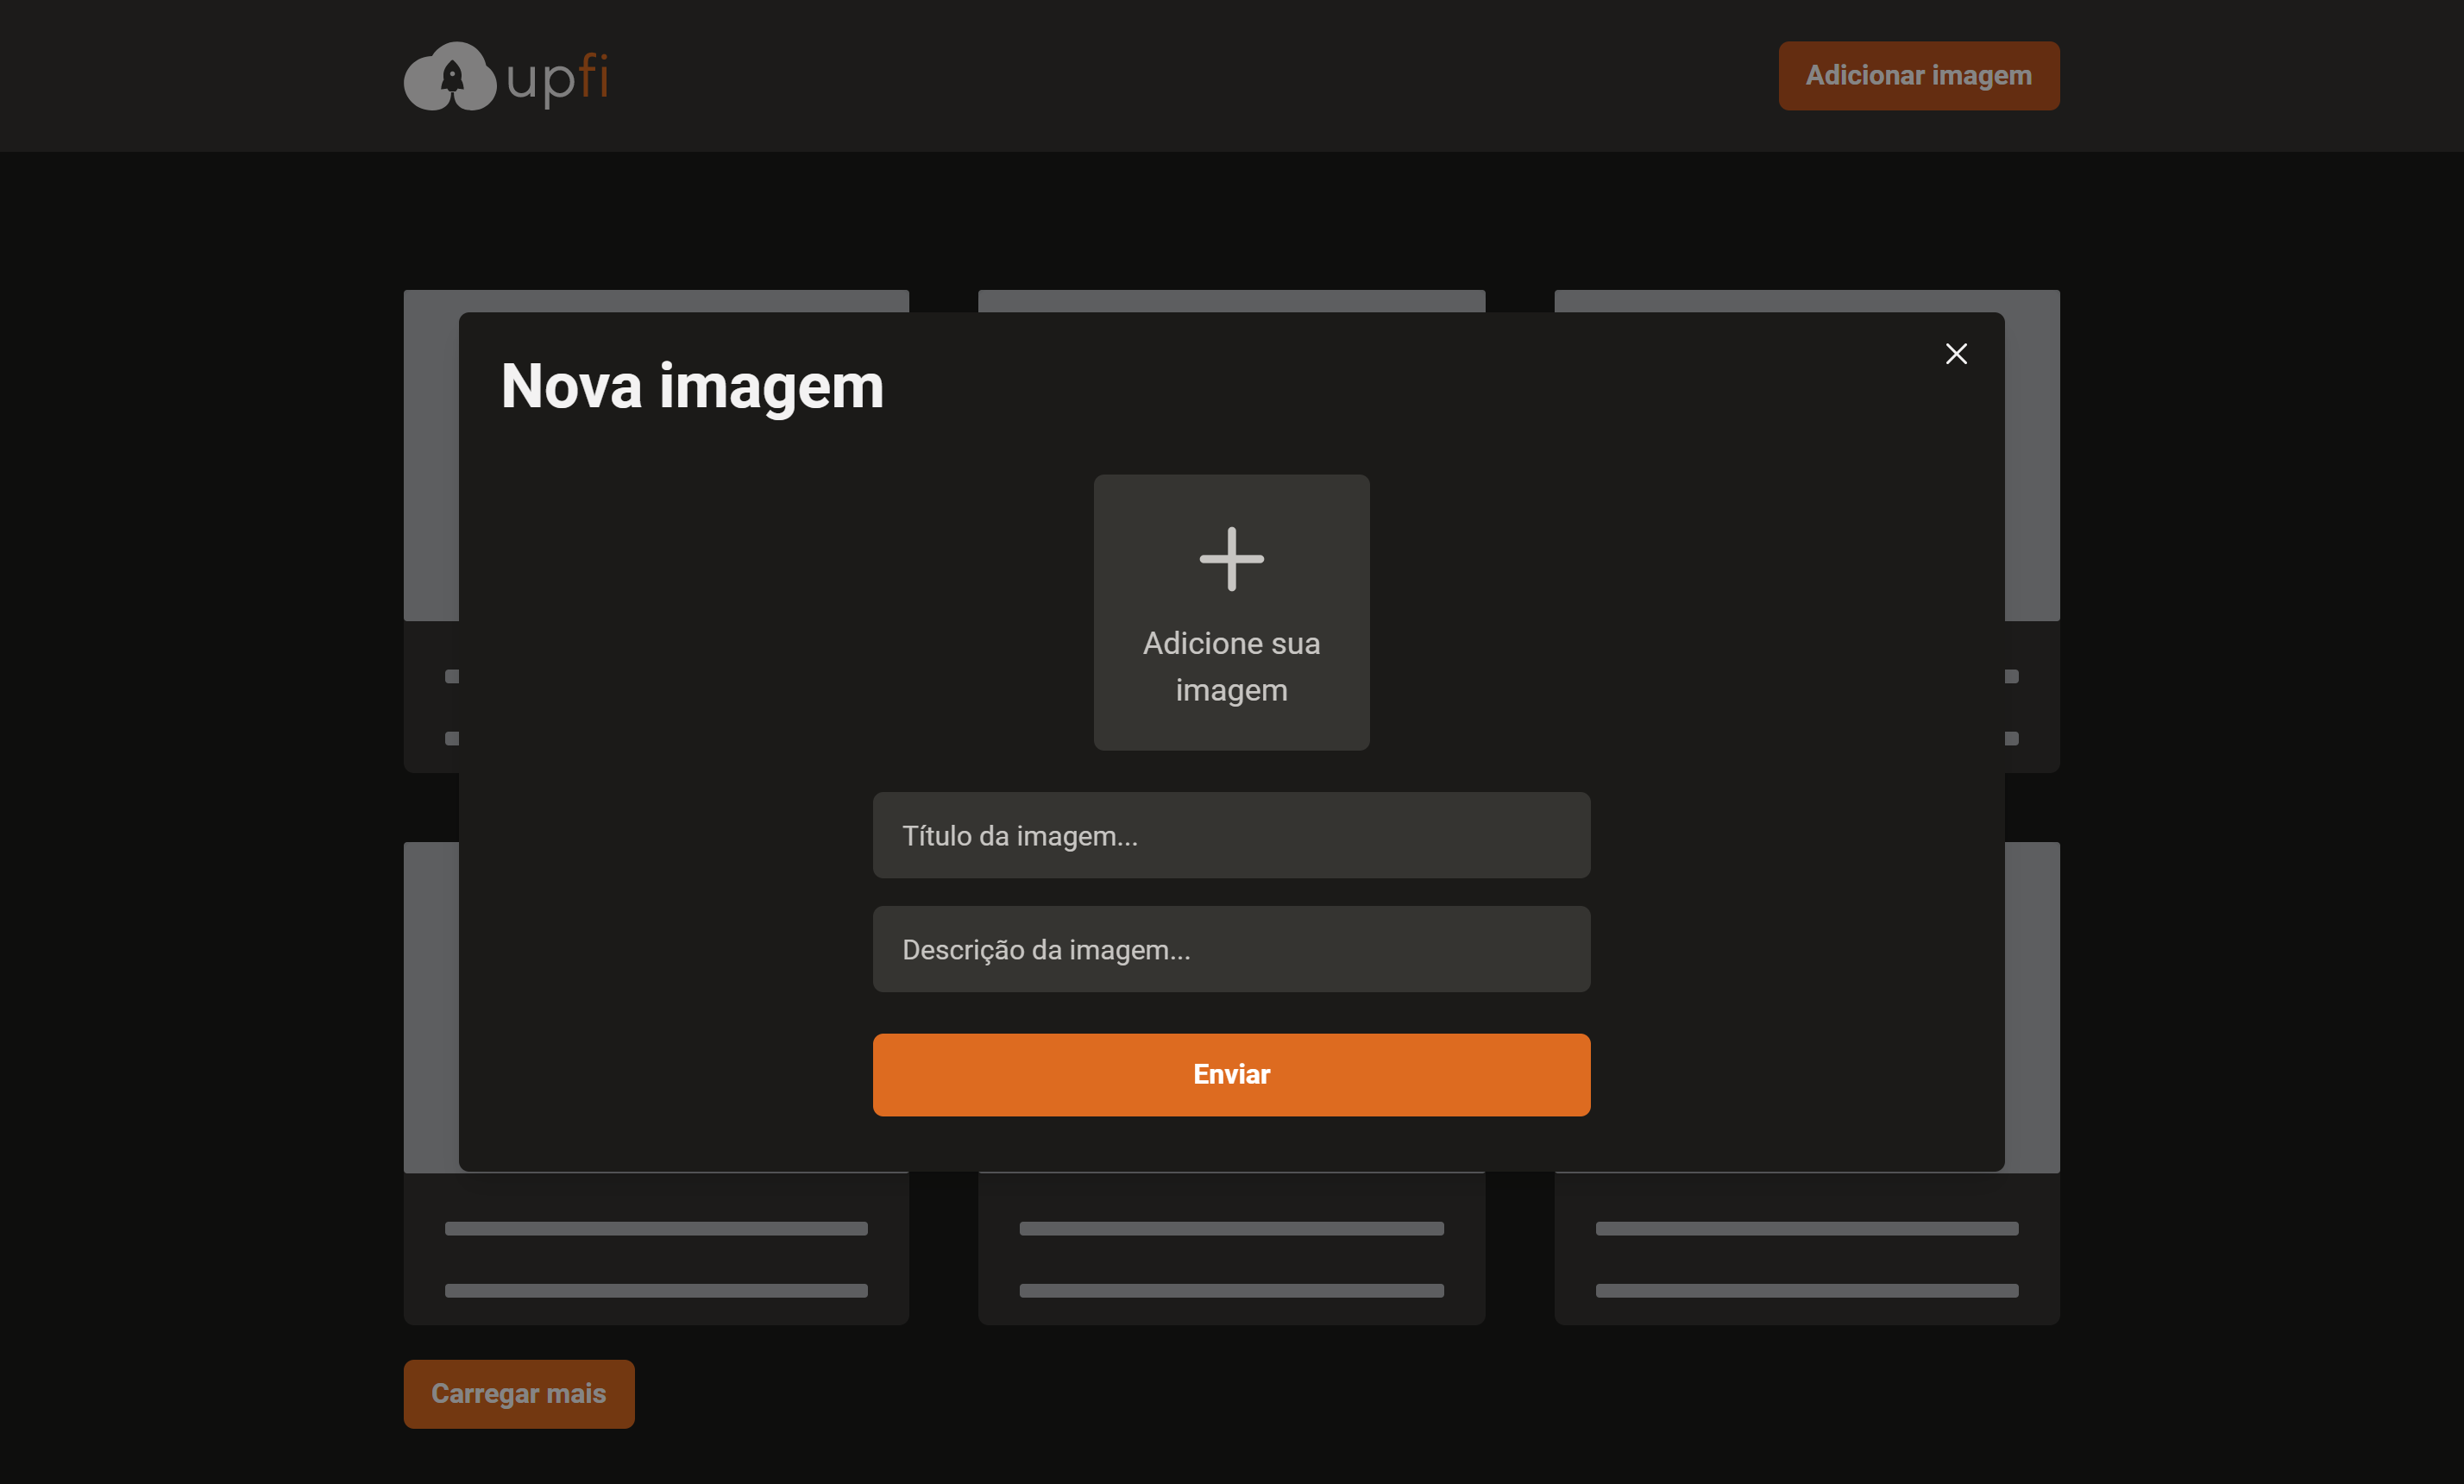 upfi
Adicionar imagem
Nova imagem
Adicione sua
imagem
Título da imagem...
Descrição da imagem...
Enviar
Carregar mais